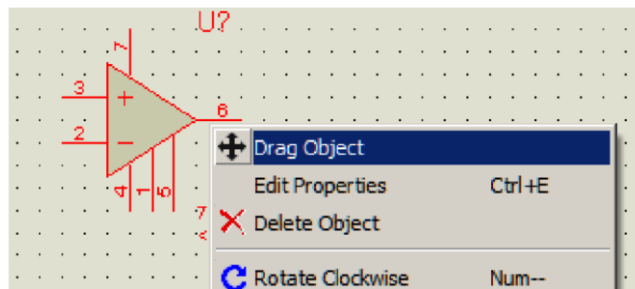 U?
7
3
+
6
2
−
4
1
5
Drag Object
Edit Properties Ctrl+E
Delete Object
Rotate Clockwise Num--